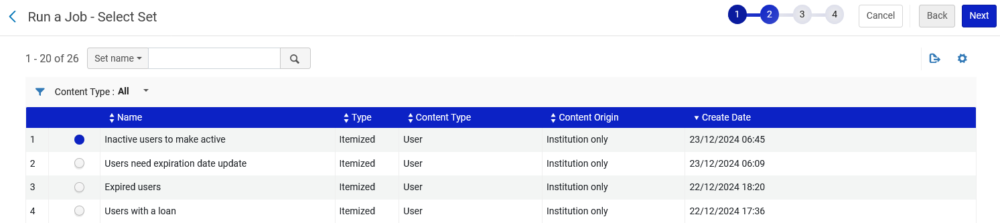 Run a Job - Select Set 1 2 3 4 Cancel Back Next
1 - 20 of 26 Set name
Content Type : All
Name Type Content Type Content Origin Create Date
1 Inactive users to make active Itemized User Institution only 23/12/2024 06:45
2 Users need expiration date update Itemized User Institution only 23/12/2024 06:09
3 Expired users Itemized User Institution only 22/12/2024 18:20
4 Users with a loan Itemized User Institution only 22/12/2024 17:36